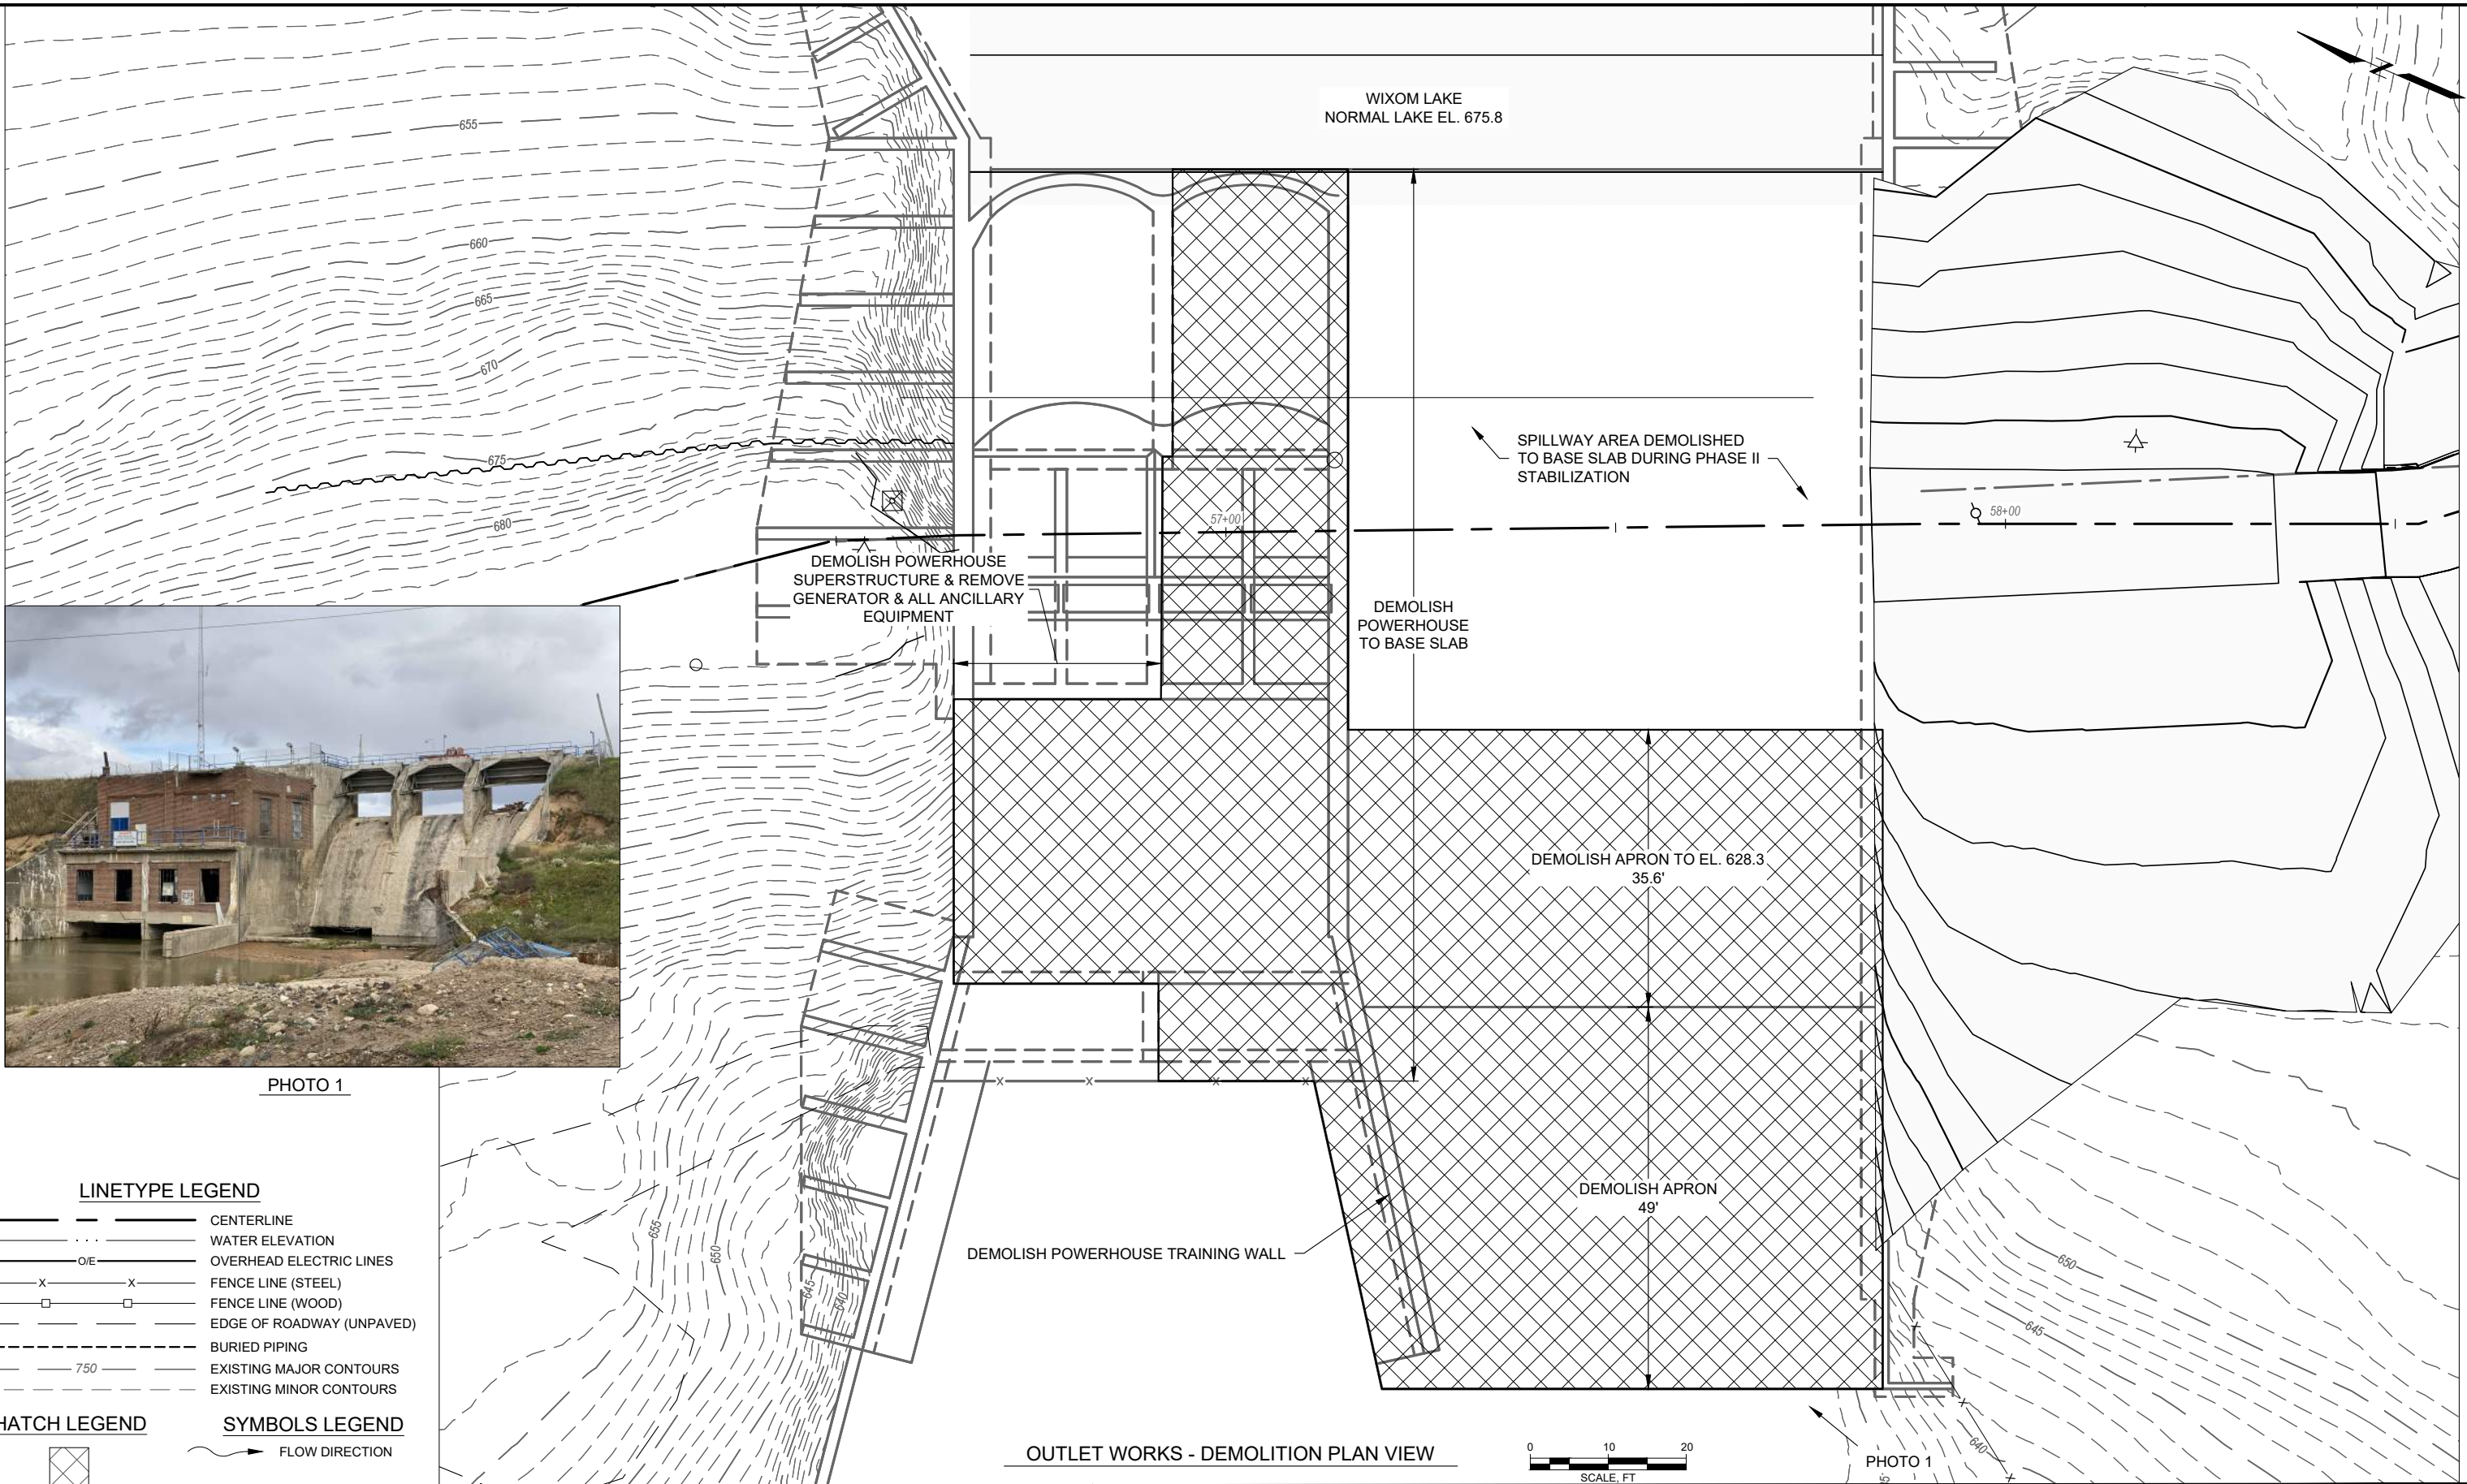 WIXOM LAKE
NORMAL LAKE EL. 675.8
655
660
665
670
675
680
SPILLWAY AREA DEMOLISHED
TO BASE SLAB DURING PHASE II
STABILIZATION
57+00
58+00
DEMOLISH POWERHOUSE
SUPERSTRUCTURE & REMOVE
GENERATOR & ALL ANCILLARY
EQUIPMENT
DEMOLISH
POWERHOUSE
TO BASE SLAB
DEMOLISH APRON TO EL. 628.3
35.6'
PHOTO 1
X X X X
DEMOLISH APRON
49'
DEMOLISH POWERHOUSE TRAINING WALL
655
650
645
640
650
645
640
LINETYPE LEGEND
CENTERLINE
WATER ELEVATION
O/E OVERHEAD ELECTRIC LINES
X X FENCE LINE (STEEL)
FENCE LINE (WOOD)
EDGE OF ROADWAY (UNPAVED)
BURIED PIPING
750 EXISTING MAJOR CONTOURS
EXISTING MINOR CONTOURS
HATCH LEGEND
SYMBOLS LEGEND
FLOW DIRECTION
OUTLET WORKS - DEMOLITION PLAN VIEW
0 10 20
SCALE, FT
PHOTO 1